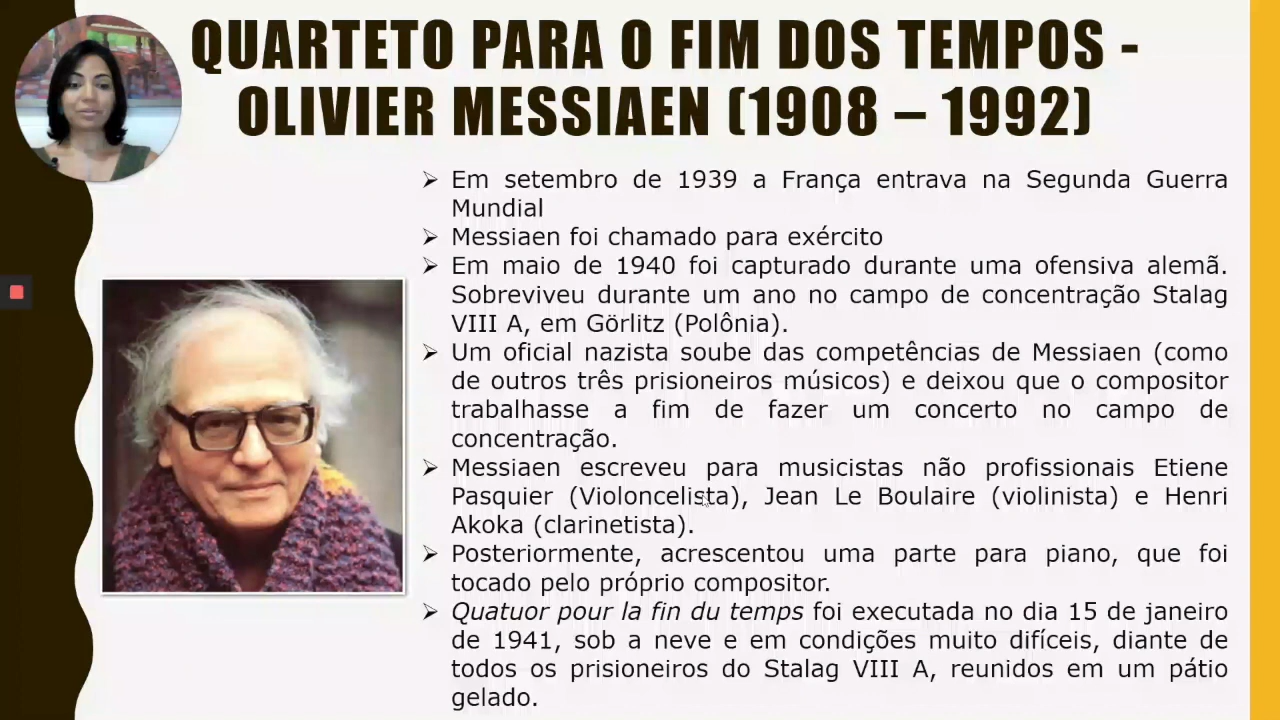 QUARTETO PARA O FIM DOS TEMPOS -
OLIVIER MESSIAEN (1908 – 1992)
➢ Em setembro de 1939 a França entrava na Segunda Guerra
Mundial
➢ Messiaen foi chamado para exército
➢ Em maio de 1940 foi capturado durante uma ofensiva alemã.
Sobreviveu durante um ano no campo de concentração Stalag
VIII A, em Görlitz (Polônia).
➢ Um oficial nazista soube das competências de Messiaen (como
de outros três prisioneiros músicos) e deixou que o compositor
trabalhasse a fim de fazer um concerto no campo de
concentração.
➢ Messiaen escreveu para musicistas não profissionais Etiene
Pasquier (Violoncelista), Jean Le Boulaire (violinista) e Henri
Akoka (clarinetista).
➢ Posteriormente, acrescentou uma parte para piano, que foi
tocado pelo próprio compositor.
➢ Quatuor pour la fin du temps foi executada no dia 15 de janeiro
de 1941, sob a neve e em condições muito difíceis, diante de
todos os prisioneiros do Stalag VIII A, reunidos em um pátio
gelado.